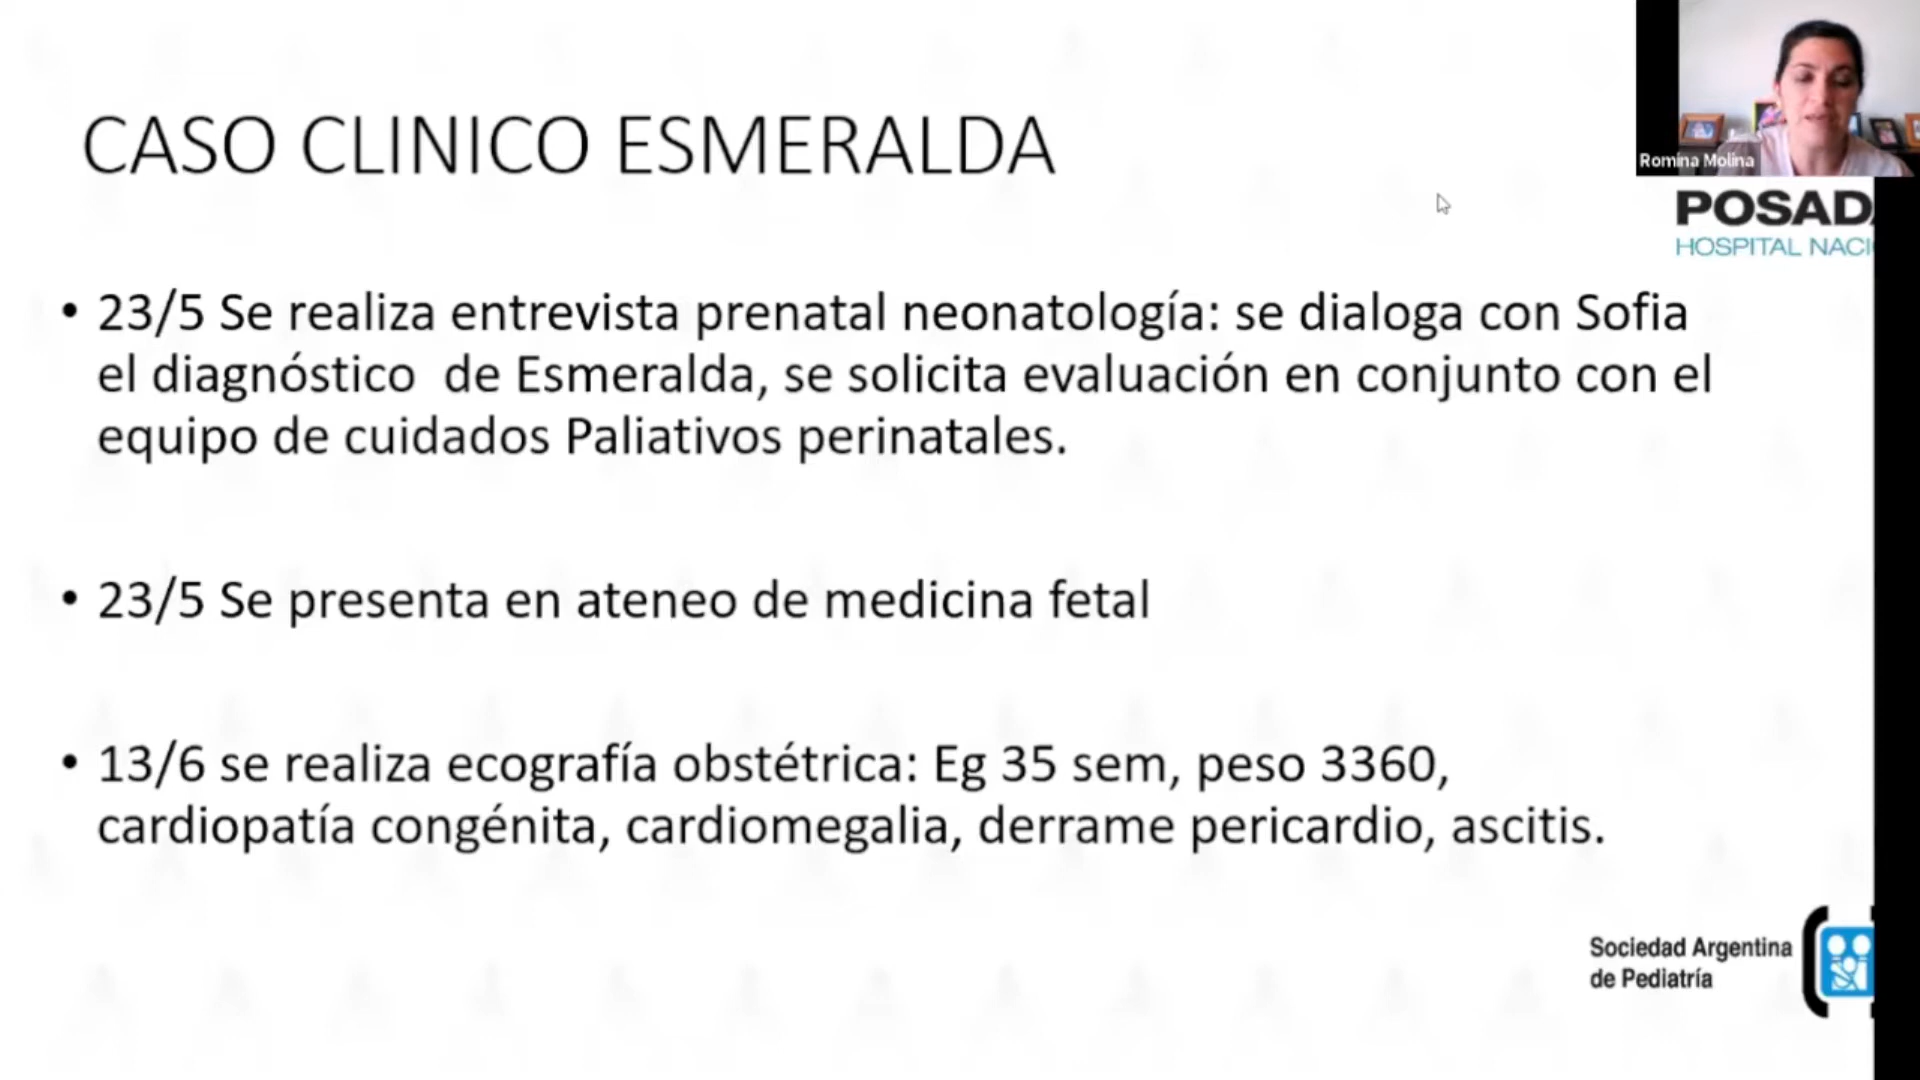 CASO CLINICO ESMERALDA
Romina Molina
POSAD
HOSPITAL NACI
• 23/5 Se realiza entrevista prenatal neonatología: se dialoga con Sofia
el diagnóstico de Esmeralda, se solicita evaluación en conjunto con el
equipo de cuidados Paliativos perinatales.
• 23/5 Se presenta en ateneo de medicina fetal
• 13/6 se realiza ecografía obstétrica: Eg 35 sem, peso 3360,
cardiopatía congénita, cardiomegalia, derrame pericardio, ascitis.
Sociedad Argentina
de Pediatría